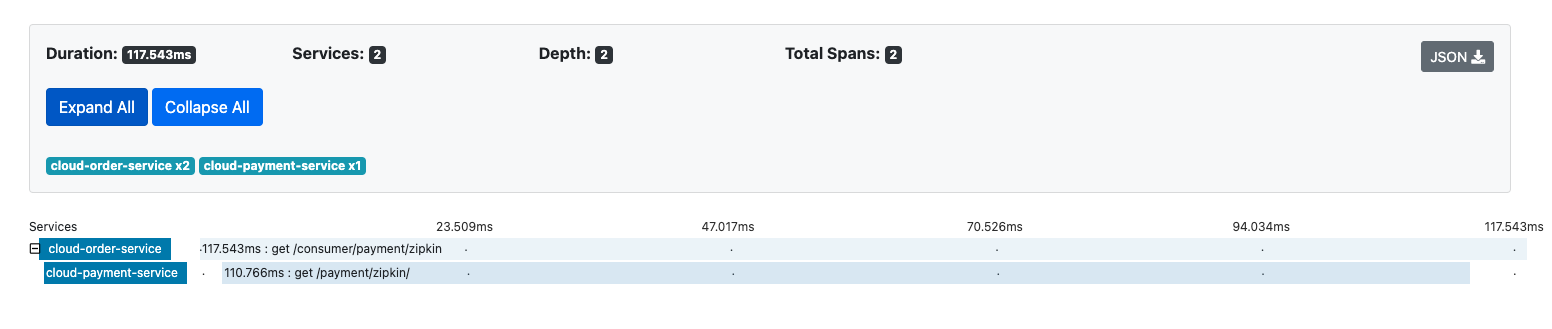 Duration: 117.543ms Services: 2 Depth: 2 Total Spans: 2 JSON
Expand All Collapse All
cloud-order-service x2 cloud-payment-service x1
Services 23.509ms 47.017ms 70.526ms 94.034ms 117.543ms
cloud-order-service 117.543ms : get /consumer/payment/zipkin
cloud-payment-service 110.766ms : get /payment/zipkin/